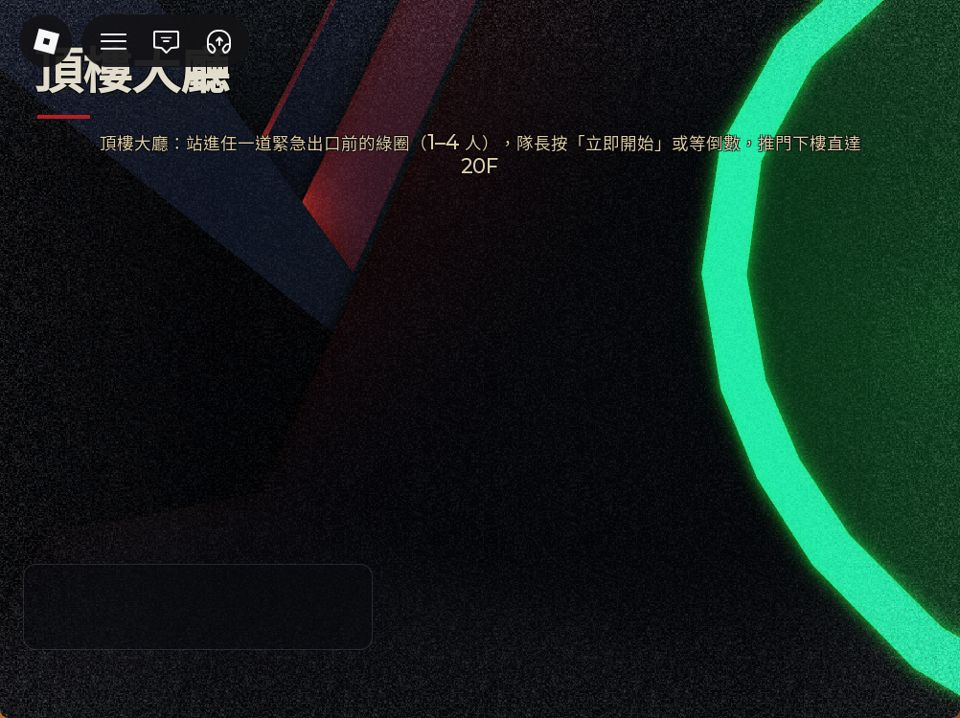 頂樓大廳
頂樓大廳：站進任一道緊急出口前的綠圈（1–4 人），隊長按「立即開始」或等倒數，推門下樓直達
20F